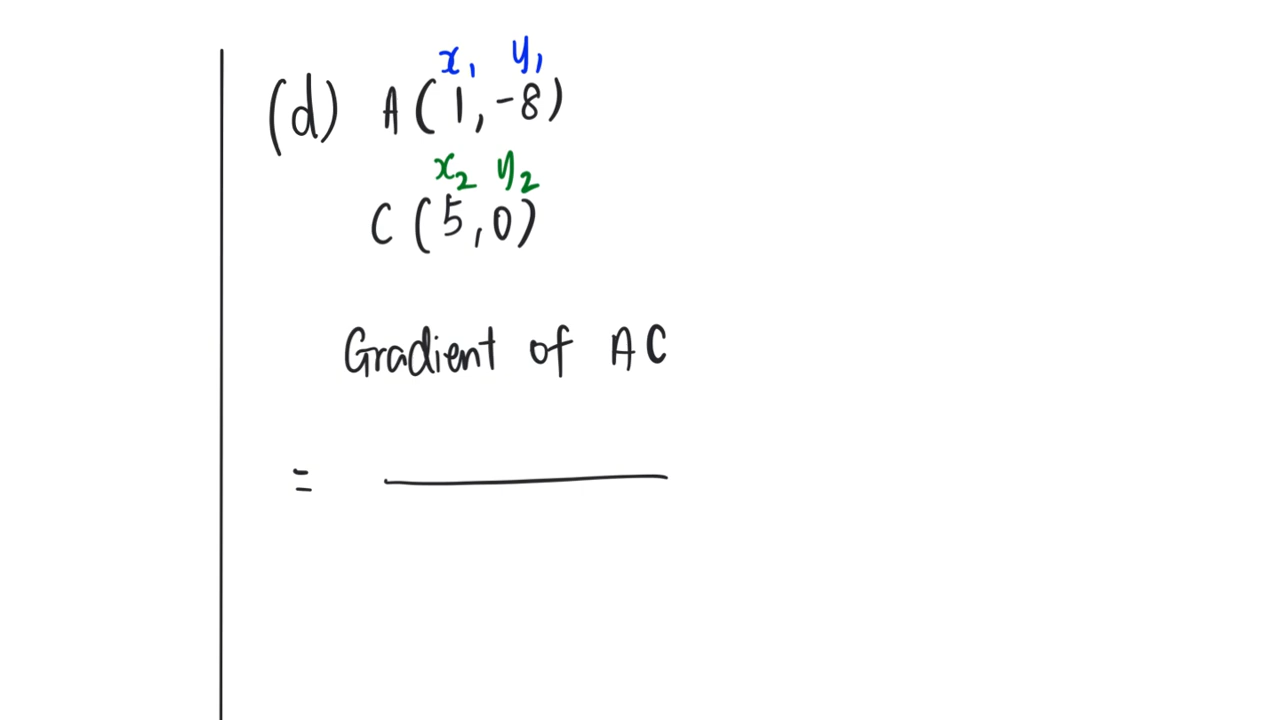 x₁ y₁
(d) A(1, -8)
x₂ y₂
C(5, 0)
Gradient of AC
=